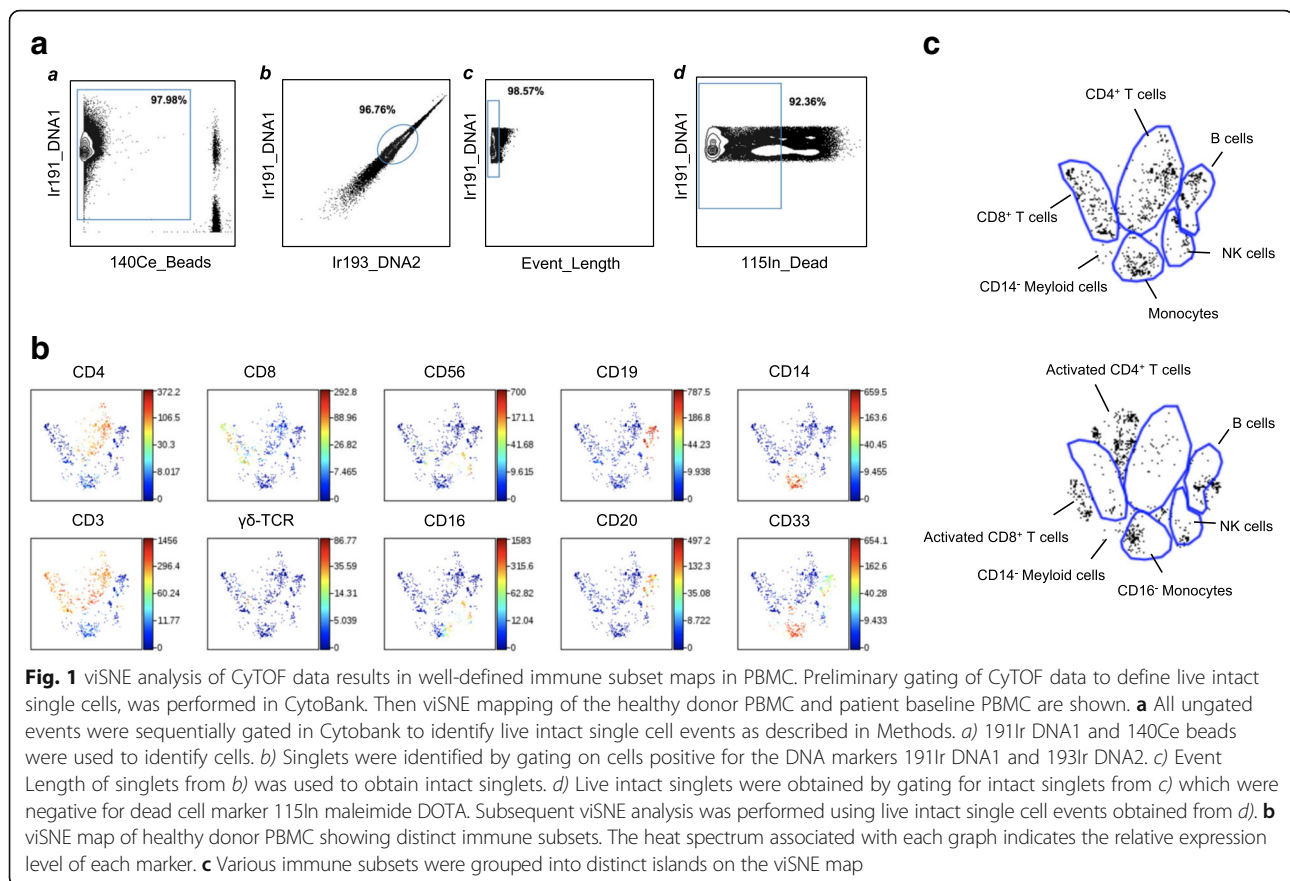 a
a
b
c
d
97.98%
96.76%
98.57%
92.36%
Ir191_DNA1
Ir191_DNA1
Ir191_DNA1
Ir191_DNA1
140Ce_Beads
Ir193_DNA2
Event_Length
115In_Dead
b
CD4
372.2
106.5
30.3
8.017
0
CD8
292.8
88.96
26.82
7.465
0
CD56
700
171.1
41.68
9.615
0
CD19
787.5
186.8
44.23
9.938
0
CD14
659.5
163.6
40.45
9.455
0
CD3
1456
296.4
60.24
11.77
0
γδ-TCR
86.77
35.59
14.31
5.039
0
CD16
1583
315.6
62.82
12.04
0
CD20
497.2
132.3
35.08
8.722
0
CD33
654.1
162.6
40.28
9.433
0
c
CD4⁺ T cells
B cells
CD8⁺ T cells
NK cells
CD14⁻ Meyloid cells
Monocytes
Activated CD4⁺ T cells
B cells
NK cells
Activated CD8⁺ T cells
CD14⁻ Meyloid cells
CD16⁻ Monocytes
Fig. 1 viSNE analysis of CyTOF data results in well-defined immune subset maps in PBMC. Preliminary gating of CyTOF data to define live intact
single cells, was performed in CytoBank. Then viSNE mapping of the healthy donor PBMC and patient baseline PBMC are shown. a All ungated
events were sequentially gated in Cytobank to identify live intact single cell events as described in Methods. a) 191Ir DNA1 and 140Ce beads
were used to identify cells. b) Singlets were identified by gating on cells positive for the DNA markers 191Ir DNA1 and 193Ir DNA2. c) Event
Length of singlets from b) was used to obtain intact singlets. d) Live intact singlets were obtained by gating for intact singlets from c) which were
negative for dead cell marker 115In maleimide DOTA. Subsequent viSNE analysis was performed using live intact single cell events obtained from d). b
viSNE map of healthy donor PBMC showing distinct immune subsets. The heat spectrum associated with each graph indicates the relative expression
level of each marker. c Various immune subsets were grouped into distinct islands on the viSNE map